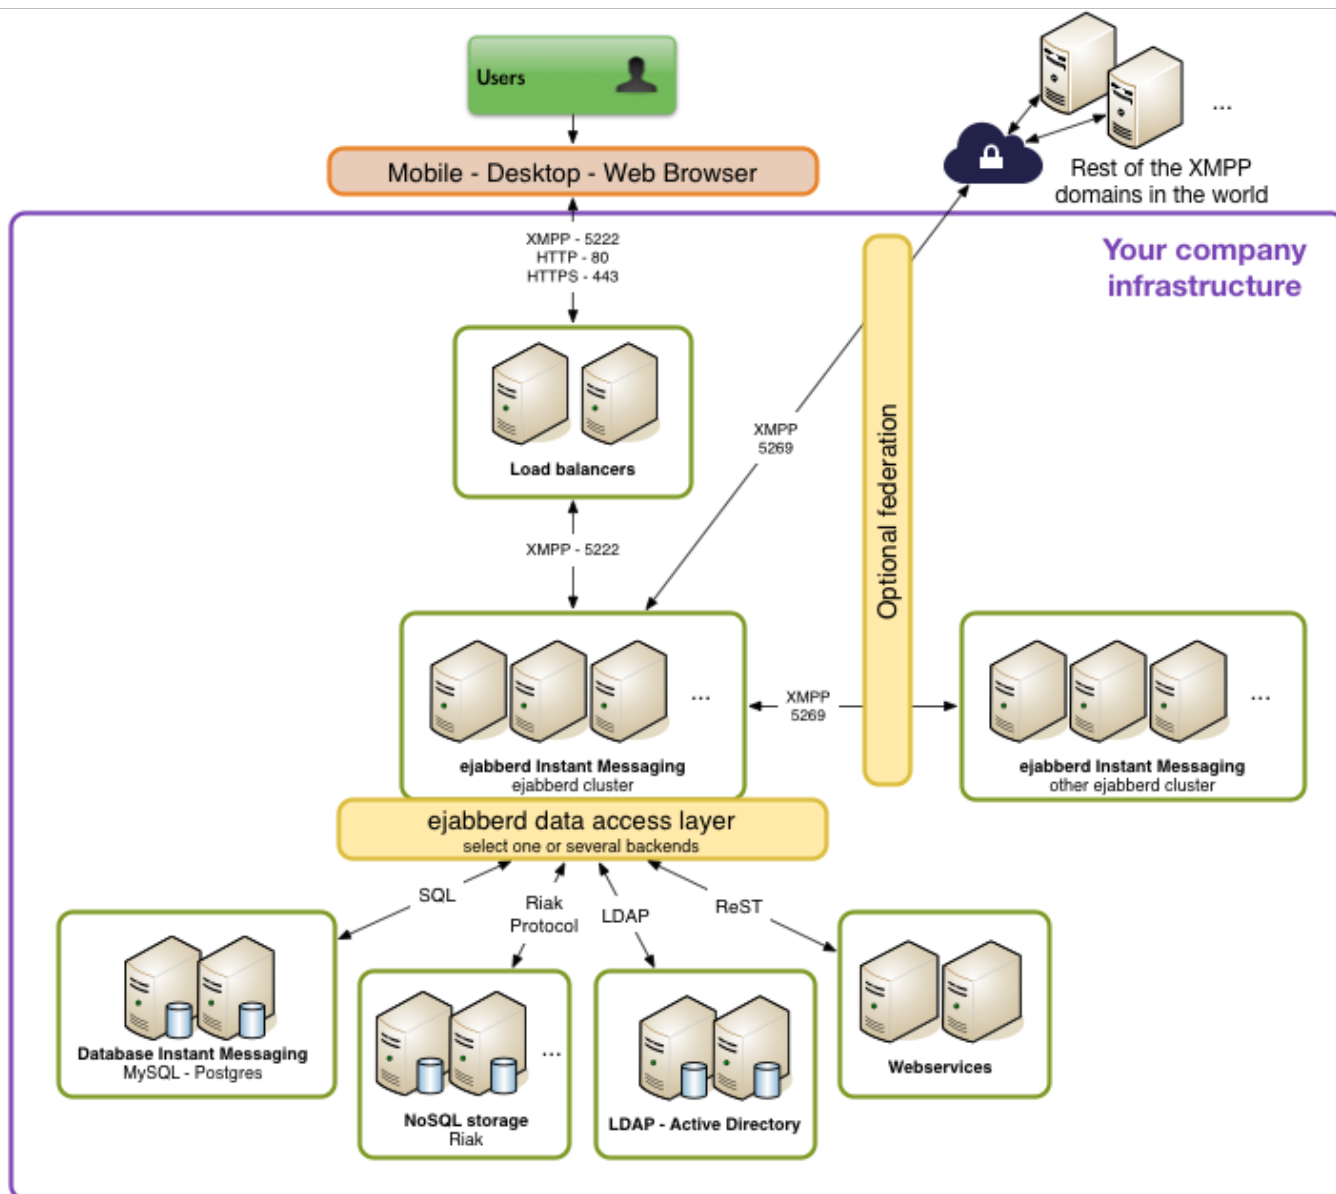 Users
Mobile - Desktop - Web Browser
...
Rest of the XMPP
domains in the world
Your company
infrastructure
XMPP - 5222
HTTP - 80
HTTPS - 443
Load balancers
XMPP
5269
Optional federation
XMPP - 5222
...
ejabberd Instant Messaging
ejabberd cluster
XMPP
5269
...
ejabberd Instant Messaging
other ejabberd cluster
ejabberd data access layer
select one or several backends
SQL
Riak
Protocol
LDAP
ReST
Database Instant Messaging
MySQL - Postgres
...
NoSQL storage
Riak
LDAP - Active Directory
Webservices